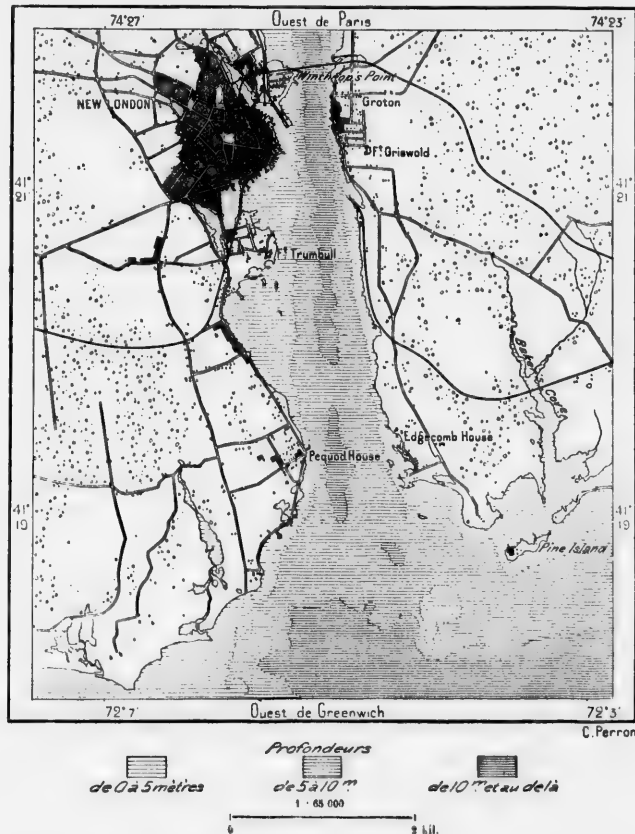 74°27' Ouest de Paris 74°23'
Winthrop's Point
NEW LONDON
Groton
Ft Griswold
41°
21
41°
21
Ft Trumbull
Baker's Cove
Edgecomb House
Pequod House
41°
19
41°
19
Pine Island
72°7' Ouest de Greenwich 72°3'
C. Perron
Profondeurs
de 0 à 5 mètres
de 5 à 10 m
de 10 m et au delà
1 : 65 000
0 2 kil.